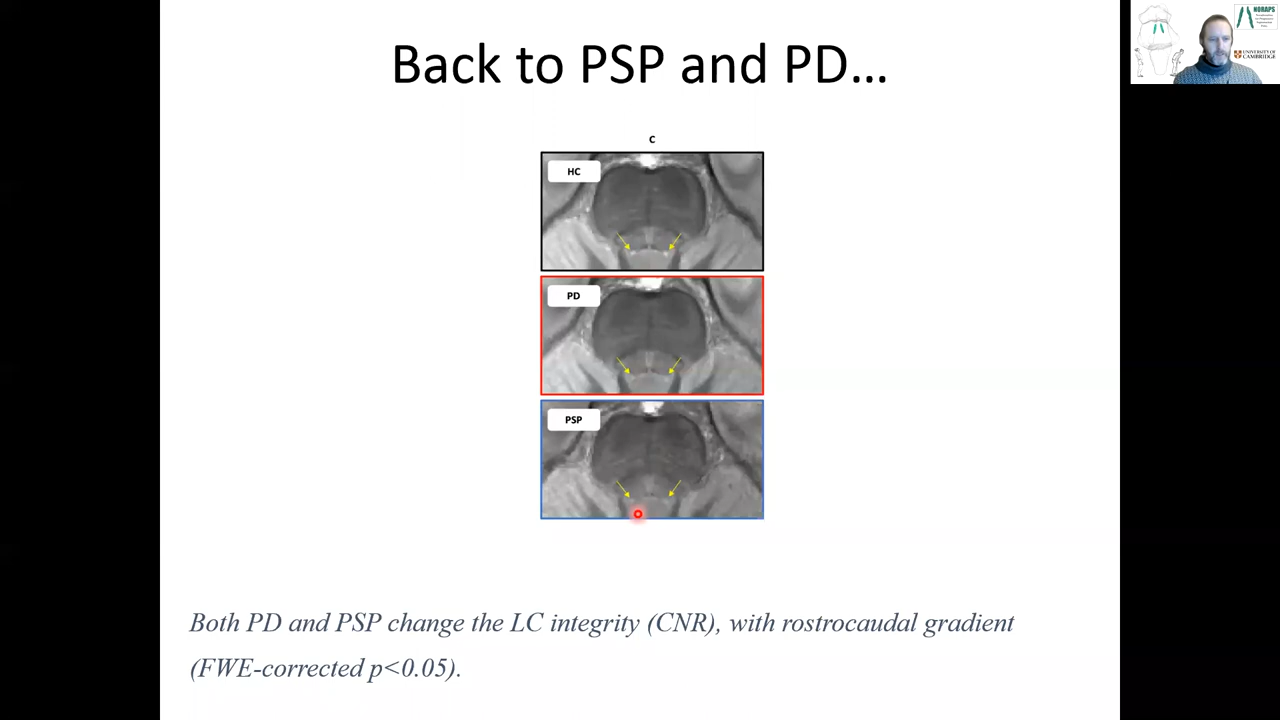 Back to PSP and PD...
C
HC
PD
PSP
Both PD and PSP change the LC integrity (CNR), with rostrocaudal gradient
(FWE-corrected p<0.05).
NORAPS
UNIVERSITY OF
CAMBRIDGE